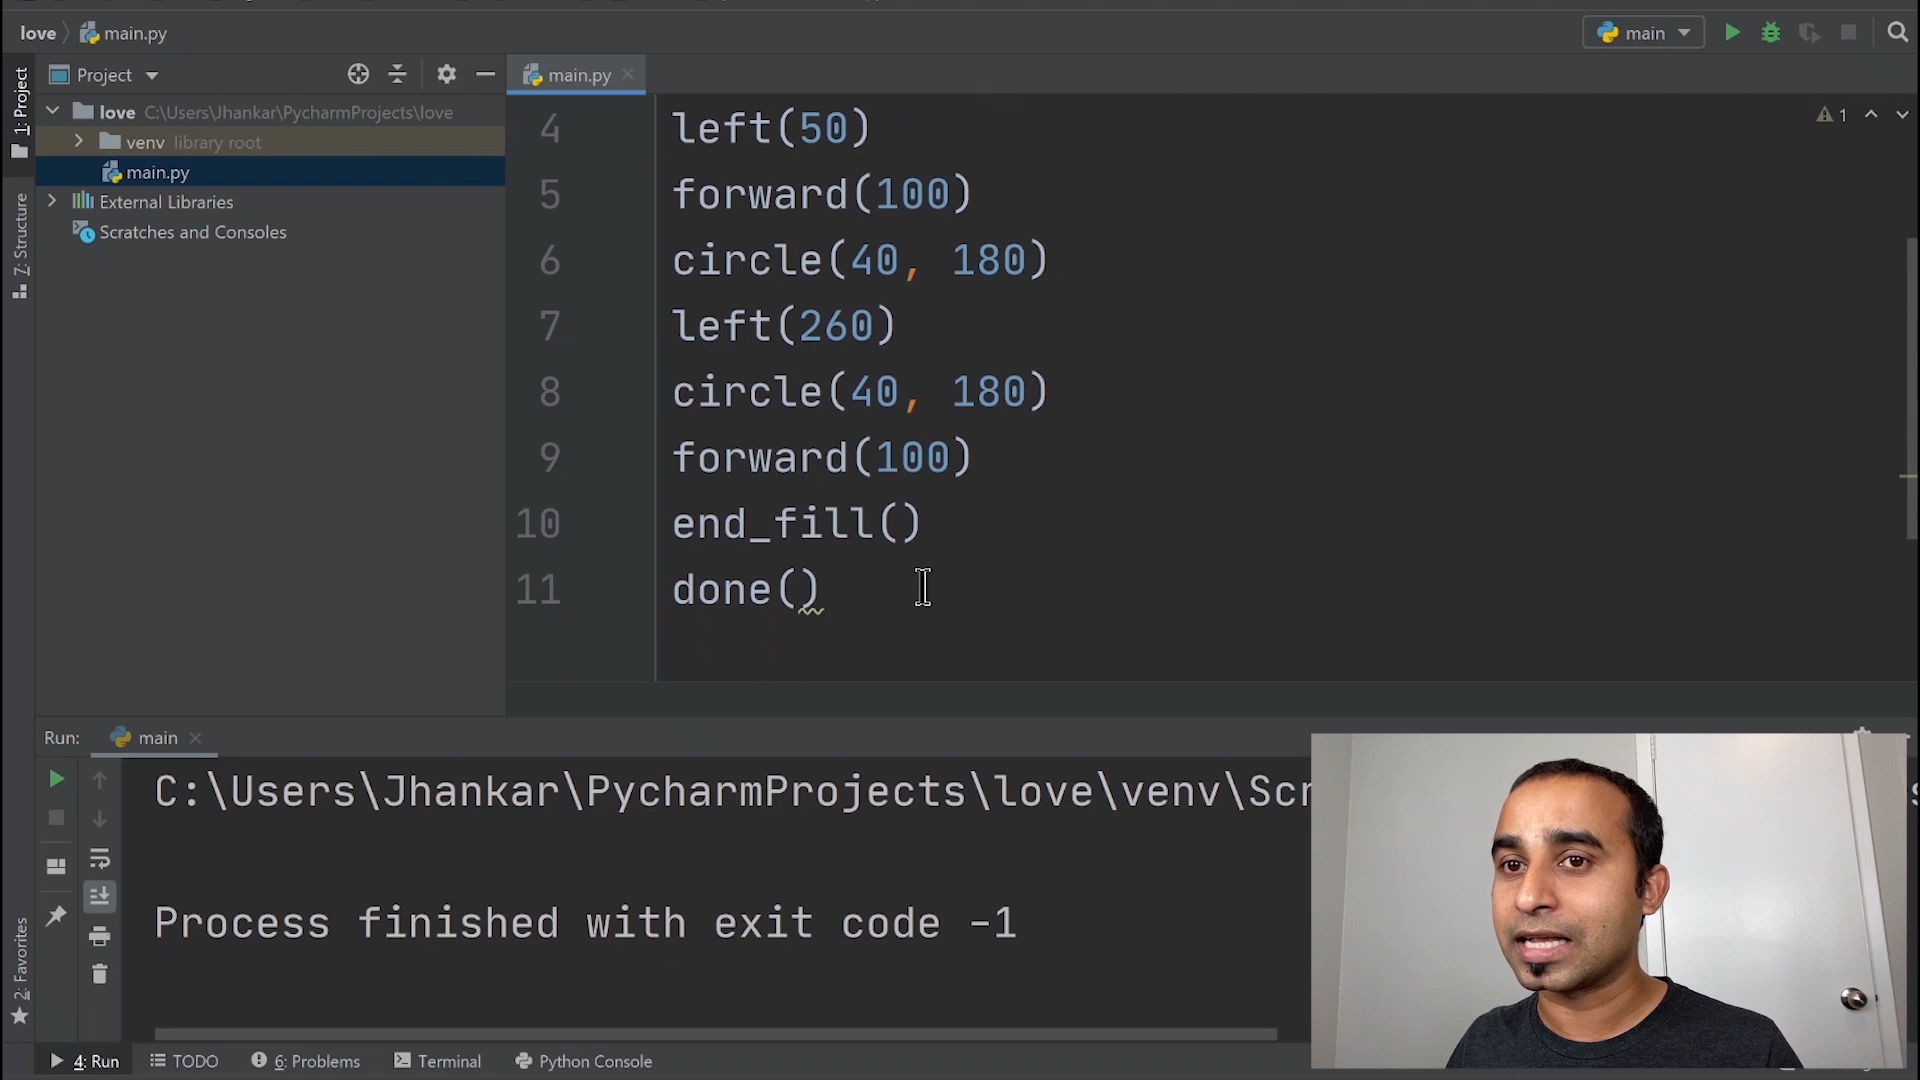 love main.py
main
1: Project
Project
main.py
love C:\Users\Jhankar\PycharmProjects\love
venv library root
main.py
External Libraries
Scratches and Consoles
7: Structure
1
4 left(50)
5 forward(100)
6 circle(40, 180)
7 left(260)
8 circle(40, 180)
9 forward(100)
10 end_fill()
11 done()
Run: main
C:\Users\Jhankar\PycharmProjects\love\venv\Scr
Process finished with exit code -1
2: Favorites
4: Run TODO 6: Problems Terminal Python Console